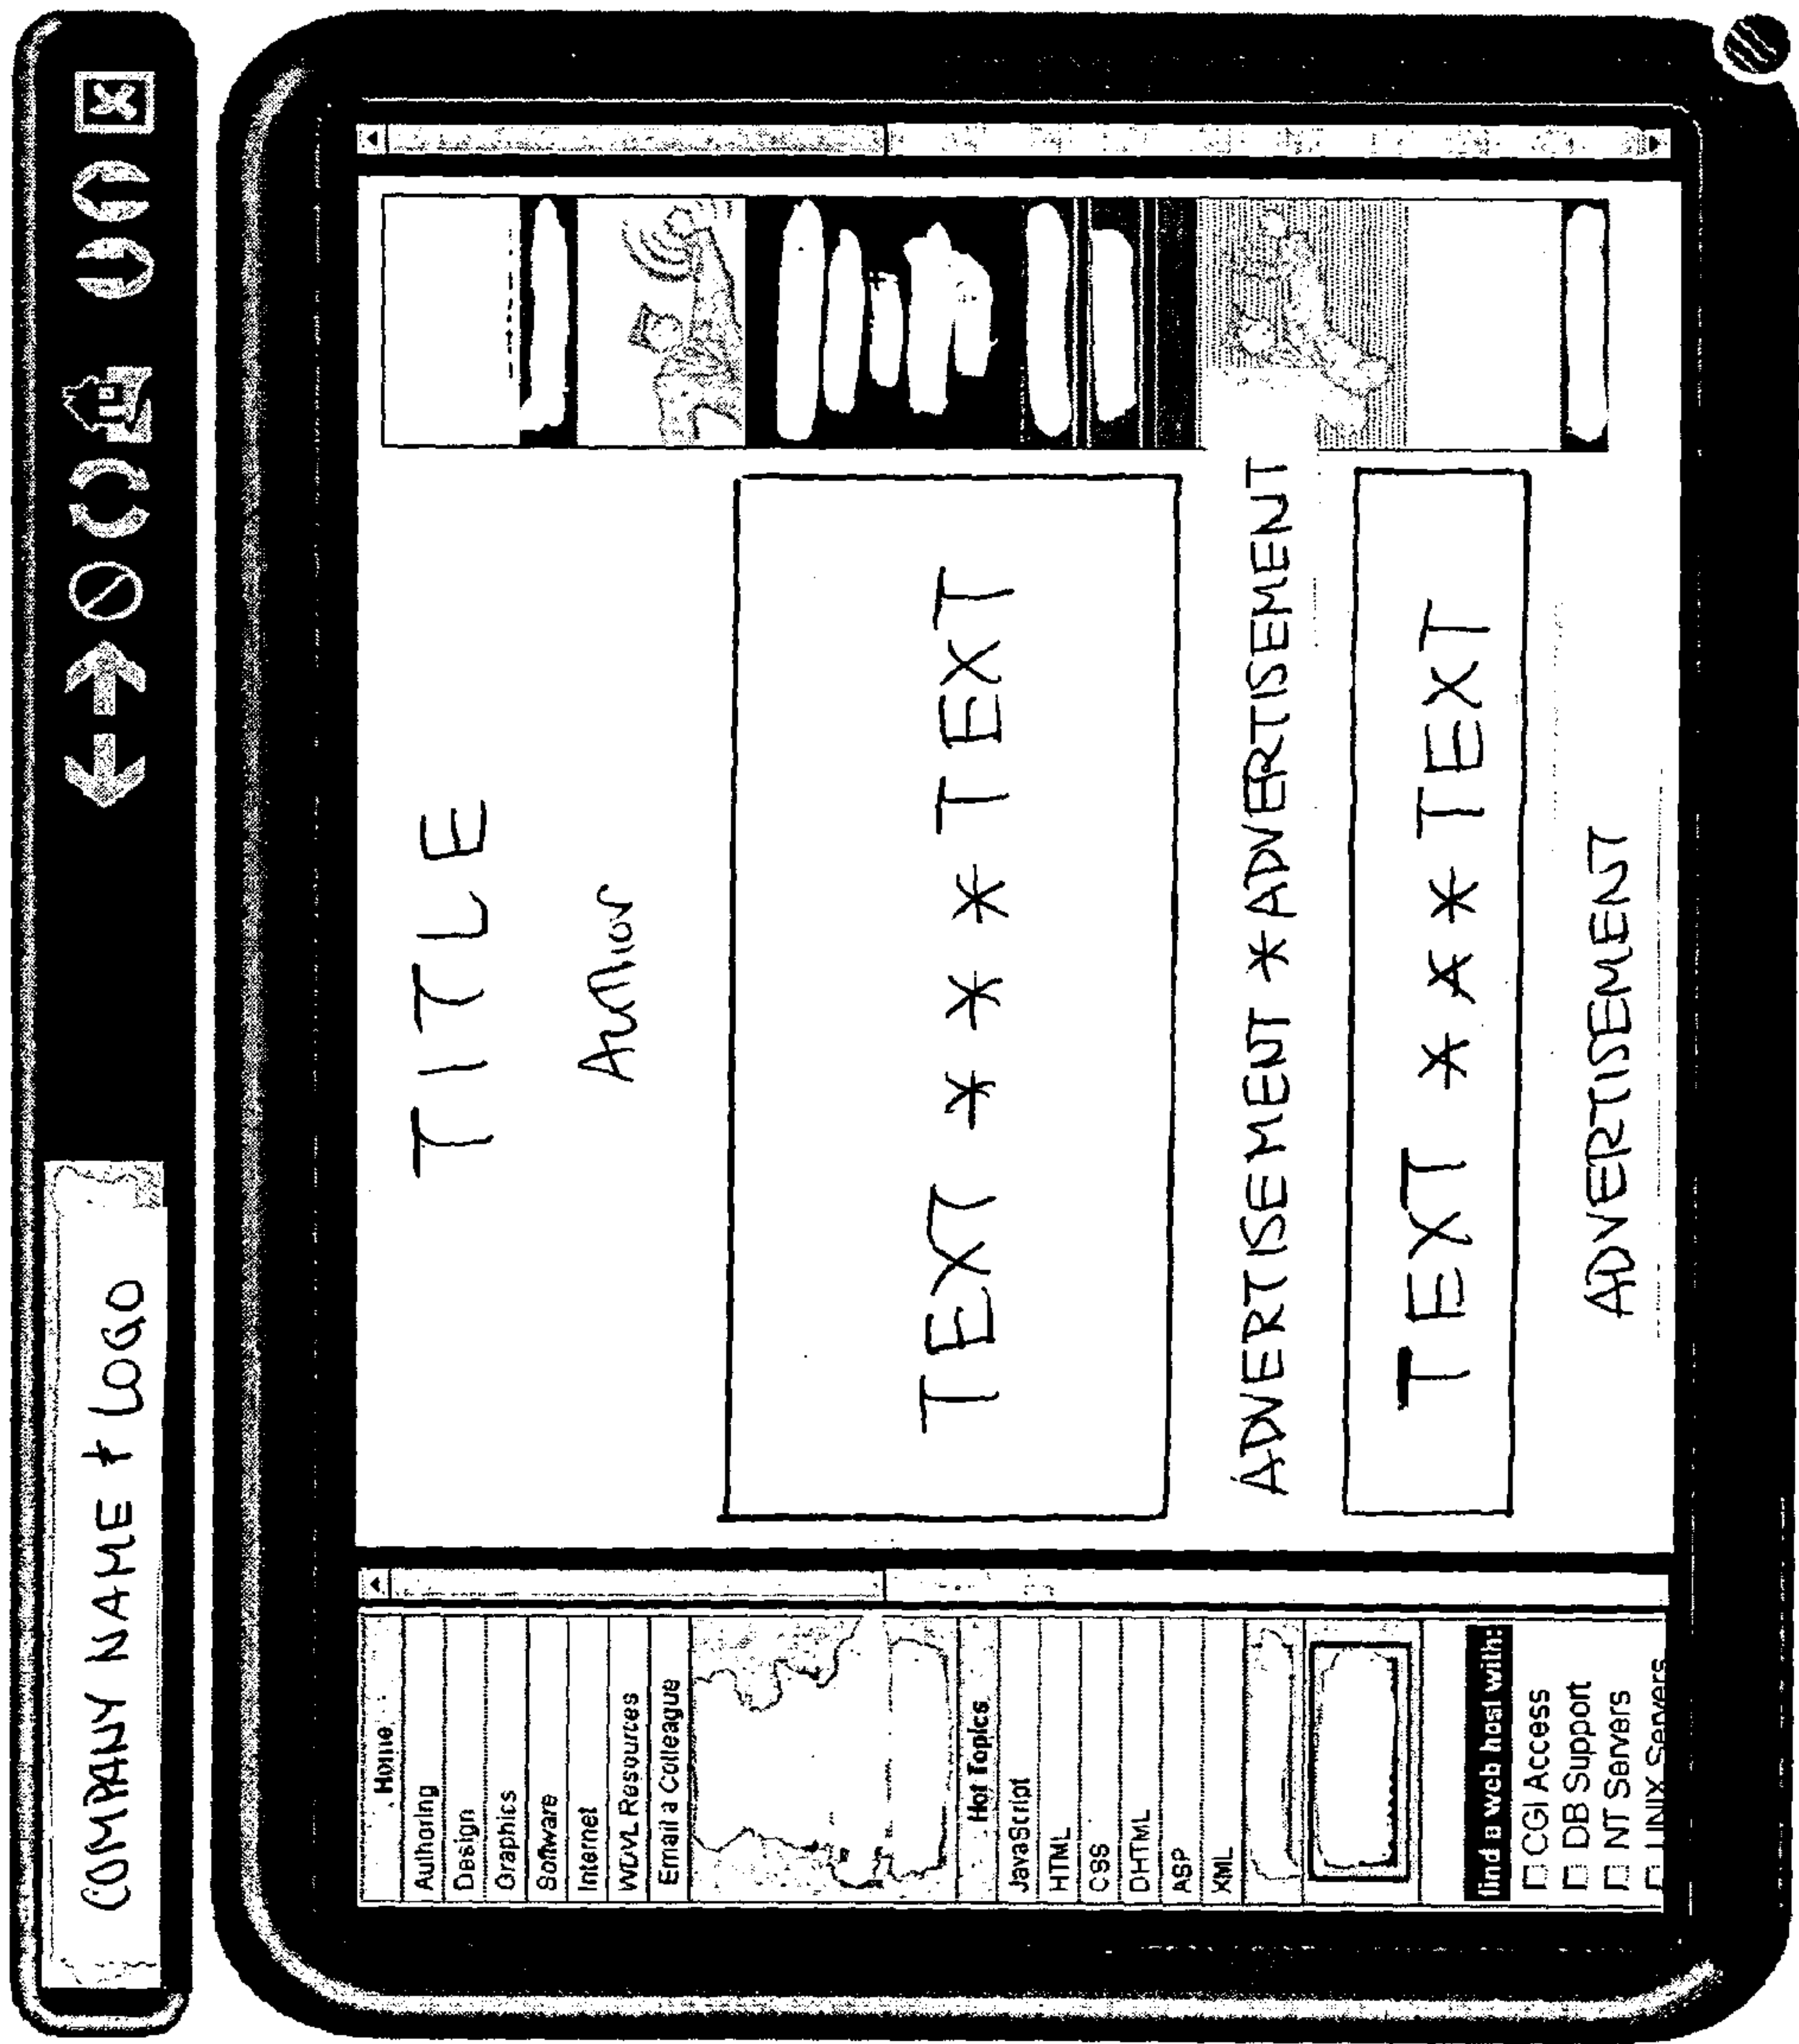 COMPANY NAME & LOGO
Home
Authoring
Design
Graphics
Software
Internet
WDVL Resources
Email a Colleague
Hot Topics
JavaScript
HTML
CSS
DHTML
ASP
XML
find a web host with:
CGI Access
DB Support
NT Servers
UNIX Servers
TITLE
Author
TEXT * * * TEXT
ADVERTISEMENT * ADVERTISEMENT
TEXT * * * TEXT
ADVERTISEMENT